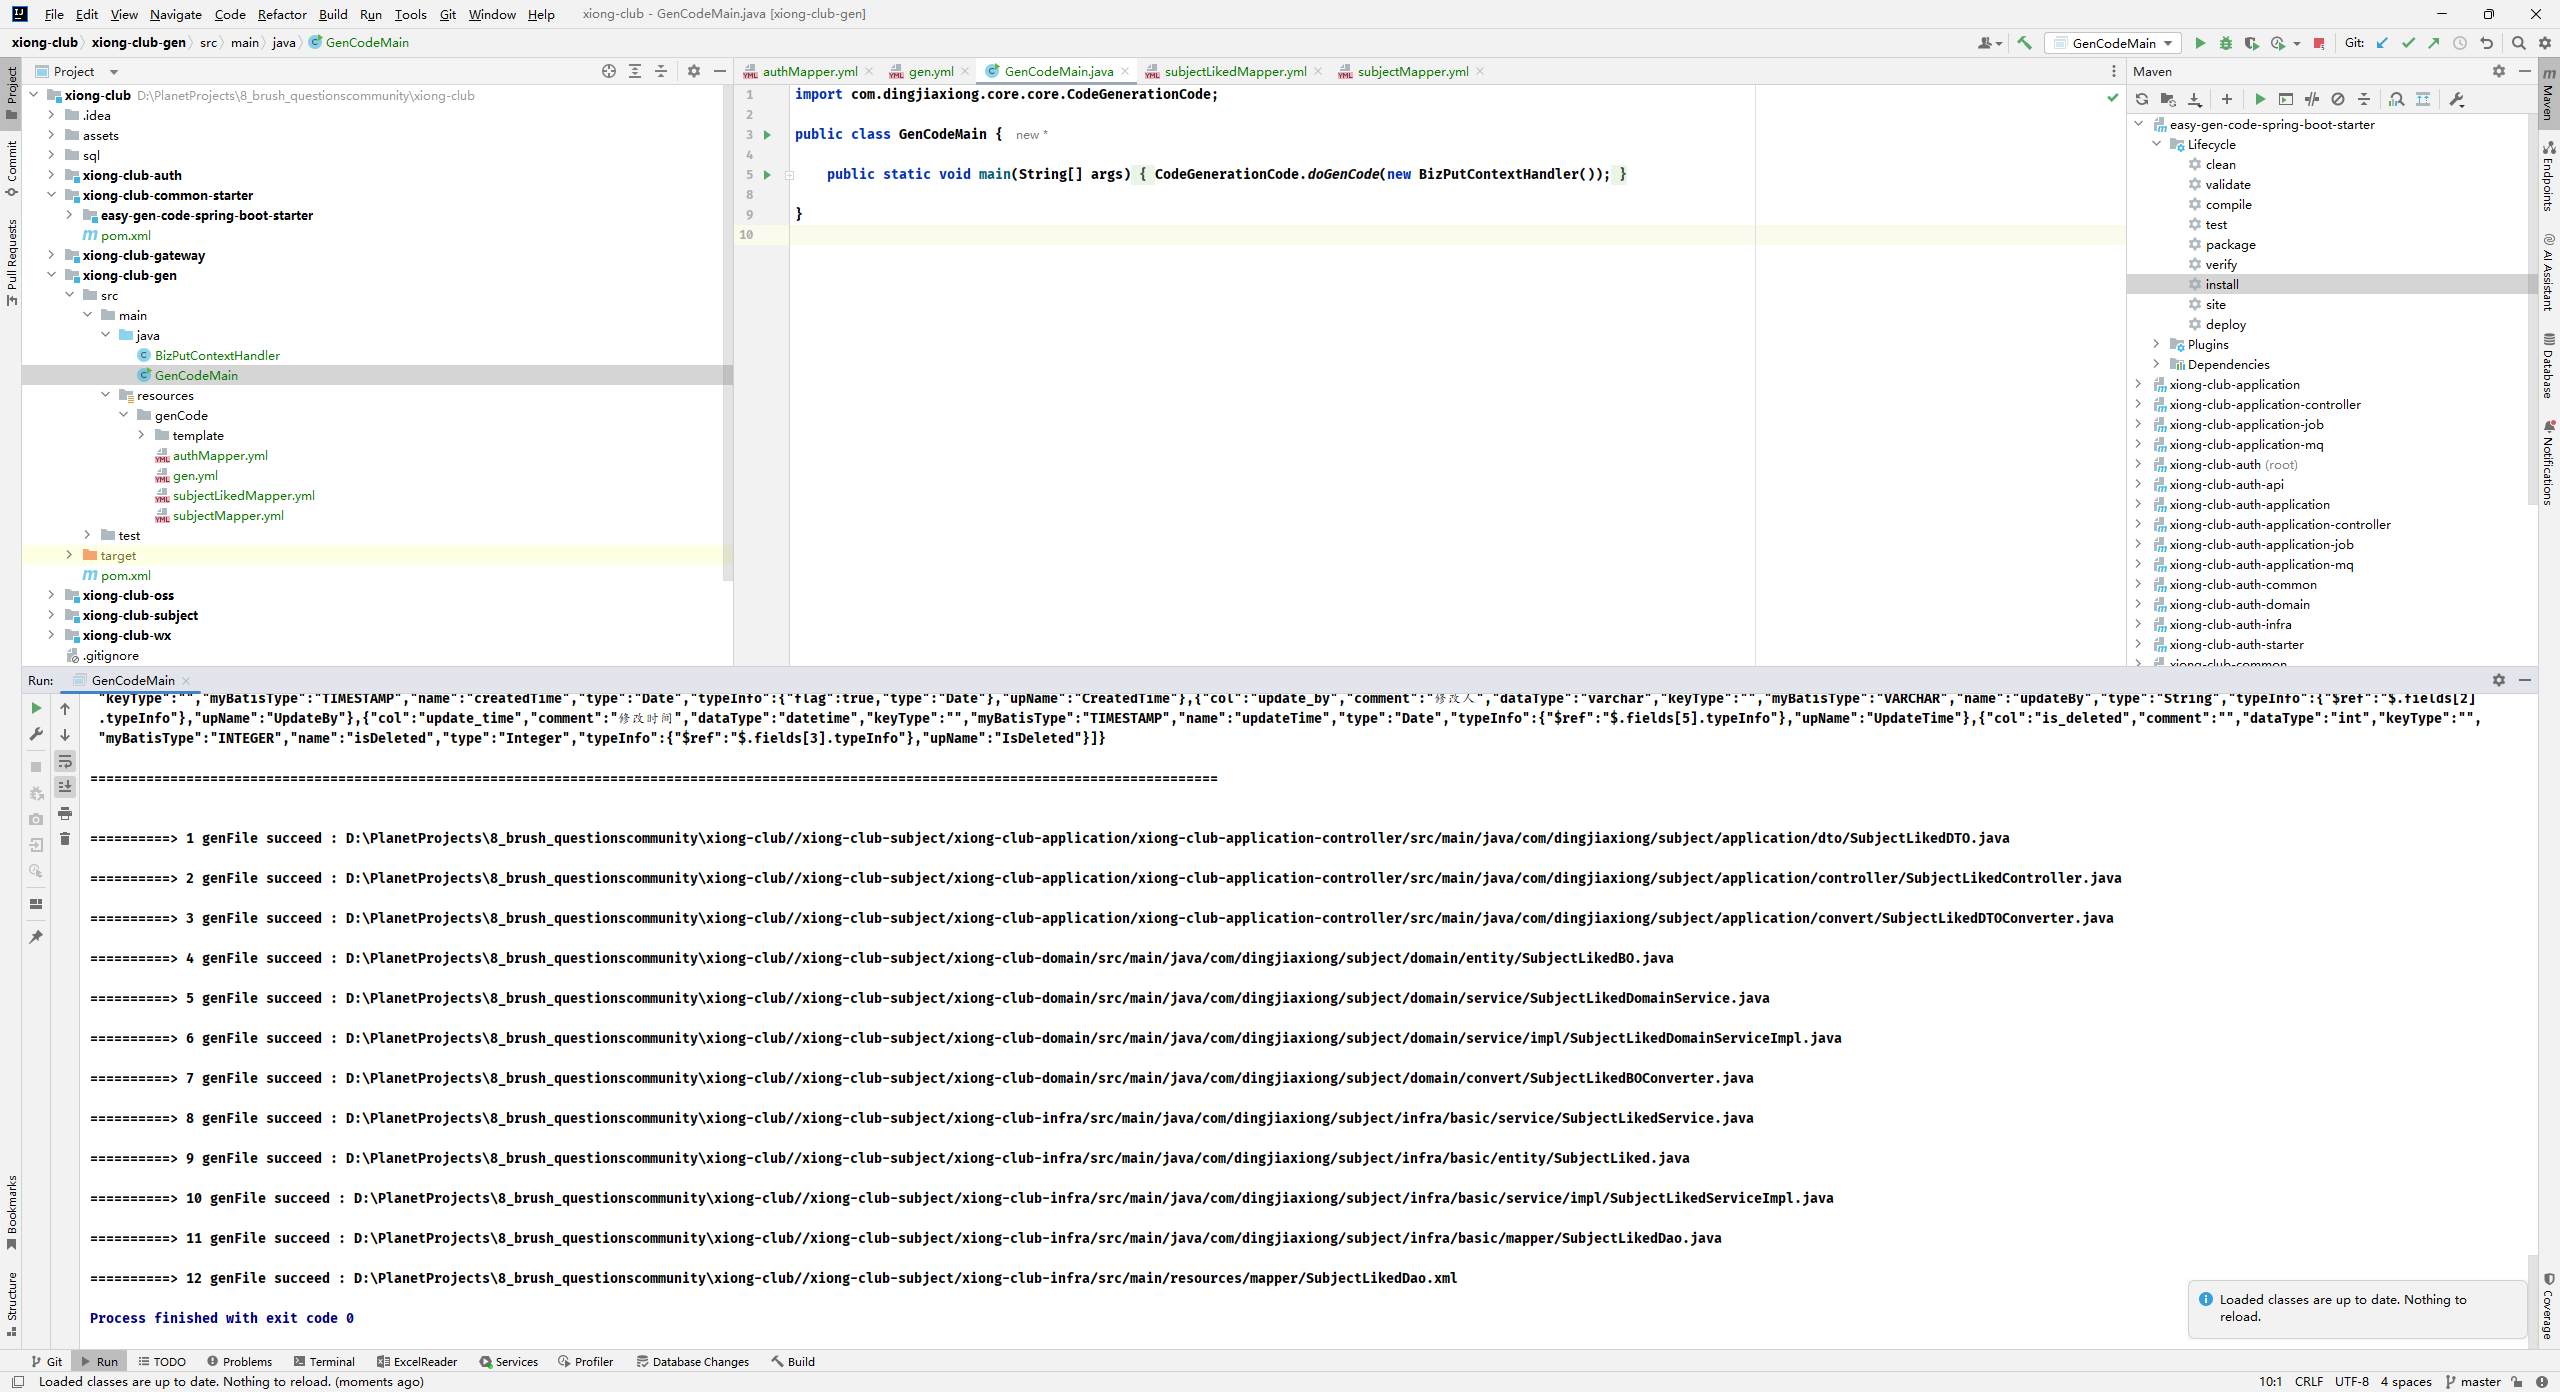 File Edit View Navigate Code Refactor Build Run Tools Git Window Help xiong-club - GenCodeMain.java [xiong-club-gen]
xiong-club xiong-club-gen src main java GenCodeMain
GenCodeMain Git:
Project
authMapper.yml gen.yml GenCodeMain.java subjectLikedMapper.yml subjectMapper.yml
Maven
Project
Commit
Pull Requests
Bookmarks
Structure
xiong-club D:\PlanetProjects\8_brush_questionscommunity\xiong-club
.idea
assets
sql
xiong-club-auth
xiong-club-common-starter
easy-gen-code-spring-boot-starter
pom.xml
xiong-club-gateway
xiong-club-gen
src
main
java
BizPutContextHandler
GenCodeMain
resources
genCode
template
authMapper.yml
gen.yml
subjectLikedMapper.yml
subjectMapper.yml
test
target
pom.xml
xiong-club-oss
xiong-club-subject
xiong-club-wx
.gitignore
1 import com.dingjiaxiong.core.core.CodeGenerationCode;
2
3 public class GenCodeMain { new *
4
5 public static void main(String[] args) { CodeGenerationCode.doGenCode(new BizPutContextHandler()); }
8
9 }
10
easy-gen-code-spring-boot-starter
Lifecycle
clean
validate
compile
test
package
verify
install
site
deploy
Plugins
Dependencies
xiong-club-application
xiong-club-application-controller
xiong-club-application-job
xiong-club-application-mq
xiong-club-auth (root)
xiong-club-auth-api
xiong-club-auth-application
xiong-club-auth-application-controller
xiong-club-auth-application-job
xiong-club-auth-application-mq
xiong-club-auth-common
xiong-club-auth-domain
xiong-club-auth-infra
xiong-club-auth-starter
xiong-club-common
Maven
Endpoints
AI Assistant
Database
Notifications
Coverage
Run: GenCodeMain
"keyType":"","myBatisType":"TIMESTAMP","name":"createdTime","type":"Date","typeInfo":{"flag":true,"type":"Date"},"upName":"CreatedTime"},{"col":"update_by","comment":"修改人","dataType":"varchar","keyType":"","myBatisType":"VARCHAR","name":"updateBy","type":"String","typeInfo":{"$ref":"$.fields[2]
.typeInfo"},"upName":"UpdateBy"},{"col":"update_time","comment":"修改时间","dataType":"datetime","keyType":"","myBatisType":"TIMESTAMP","name":"updateTime","type":"Date","typeInfo":{"$ref":"$.fields[5].typeInfo"},"upName":"UpdateTime"},{"col":"is_deleted","comment":"","dataType":"int","keyType":"",
"myBatisType":"INTEGER","name":"isDeleted","type":"Integer","typeInfo":{"$ref":"$.fields[3].typeInfo"},"upName":"IsDeleted"}]}
=============================================================================================================================================
==========> 1 genFile succeed : D:\PlanetProjects\8_brush_questionscommunity\xiong-club//xiong-club-subject/xiong-club-application/xiong-club-application-controller/src/main/java/com/dingjiaxiong/subject/application/dto/SubjectLikedDTO.java
==========> 2 genFile succeed : D:\PlanetProjects\8_brush_questionscommunity\xiong-club//xiong-club-subject/xiong-club-application/xiong-club-application-controller/src/main/java/com/dingjiaxiong/subject/application/controller/SubjectLikedController.java
==========> 3 genFile succeed : D:\PlanetProjects\8_brush_questionscommunity\xiong-club//xiong-club-subject/xiong-club-application/xiong-club-application-controller/src/main/java/com/dingjiaxiong/subject/application/convert/SubjectLikedDTOConverter.java
==========> 4 genFile succeed : D:\PlanetProjects\8_brush_questionscommunity\xiong-club//xiong-club-subject/xiong-club-domain/src/main/java/com/dingjiaxiong/subject/domain/entity/SubjectLikedBO.java
==========> 5 genFile succeed : D:\PlanetProjects\8_brush_questionscommunity\xiong-club//xiong-club-subject/xiong-club-domain/src/main/java/com/dingjiaxiong/subject/domain/service/SubjectLikedDomainService.java
==========> 6 genFile succeed : D:\PlanetProjects\8_brush_questionscommunity\xiong-club//xiong-club-subject/xiong-club-domain/src/main/java/com/dingjiaxiong/subject/domain/service/impl/SubjectLikedDomainServiceImpl.java
==========> 7 genFile succeed : D:\PlanetProjects\8_brush_questionscommunity\xiong-club//xiong-club-subject/xiong-club-domain/src/main/java/com/dingjiaxiong/subject/domain/convert/SubjectLikedBOConverter.java
==========> 8 genFile succeed : D:\PlanetProjects\8_brush_questionscommunity\xiong-club//xiong-club-subject/xiong-club-infra/src/main/java/com/dingjiaxiong/subject/infra/basic/service/SubjectLikedService.java
==========> 9 genFile succeed : D:\PlanetProjects\8_brush_questionscommunity\xiong-club//xiong-club-subject/xiong-club-infra/src/main/java/com/dingjiaxiong/subject/infra/basic/entity/SubjectLiked.java
==========> 10 genFile succeed : D:\PlanetProjects\8_brush_questionscommunity\xiong-club//xiong-club-subject/xiong-club-infra/src/main/java/com/dingjiaxiong/subject/infra/basic/service/impl/SubjectLikedServiceImpl.java
==========> 11 genFile succeed : D:\PlanetProjects\8_brush_questionscommunity\xiong-club//xiong-club-subject/xiong-club-infra/src/main/java/com/dingjiaxiong/subject/infra/basic/mapper/SubjectLikedDao.java
==========> 12 genFile succeed : D:\PlanetProjects\8_brush_questionscommunity\xiong-club//xiong-club-subject/xiong-club-infra/src/main/resources/mapper/SubjectLikedDao.xml
Process finished with exit code 0
Loaded classes are up to date. Nothing to
reload.
Git Run TODO Problems Terminal ExcelReader Services Profiler Database Changes Build
Loaded classes are up to date. Nothing to reload. (moments ago) 10:1 CRLF UTF-8 4 spaces master